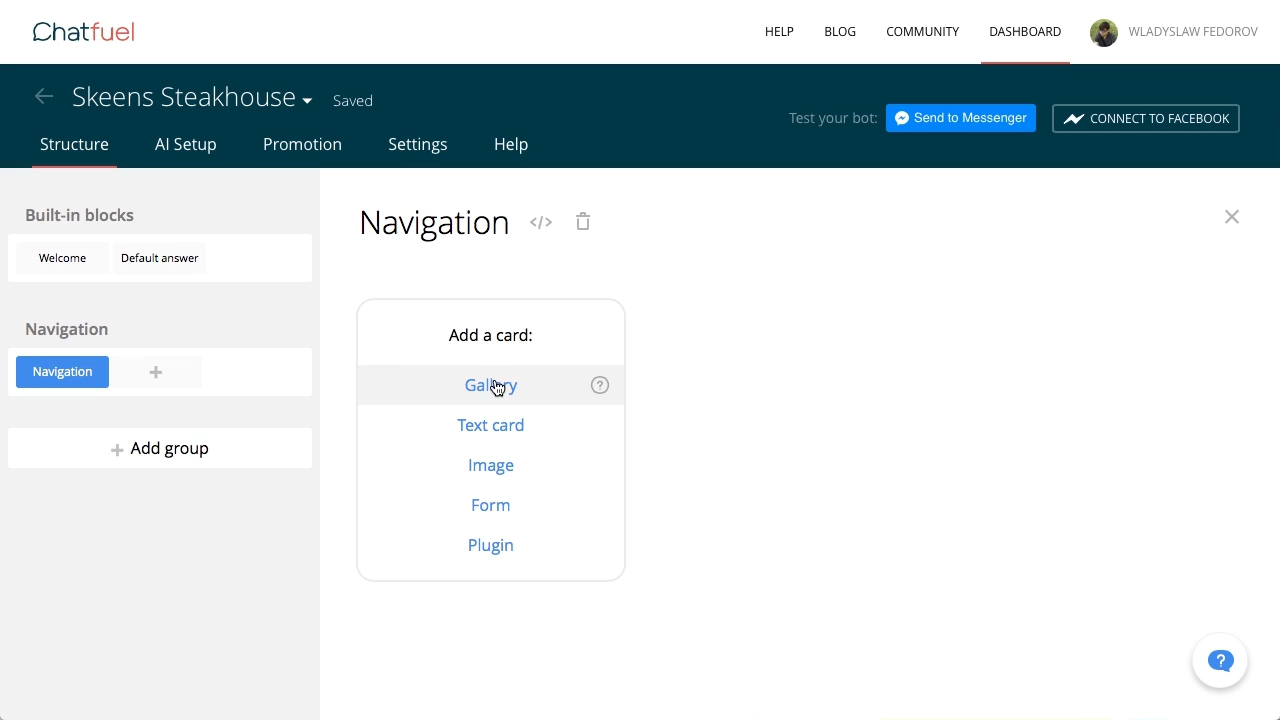 Chatfuel
HELP BLOG COMMUNITY DASHBOARD WLADYSLAW FEDOROV
Skeens Steakhouse Saved
Test your bot: Send to Messenger CONNECT TO FACEBOOK
Structure AI Setup Promotion Settings Help
Built-in blocks
Welcome Default answer
Navigation
Navigation +
+ Add group
Navigation </>
Add a card:
Gallery ?
Text card
Image
Form
Plugin
?